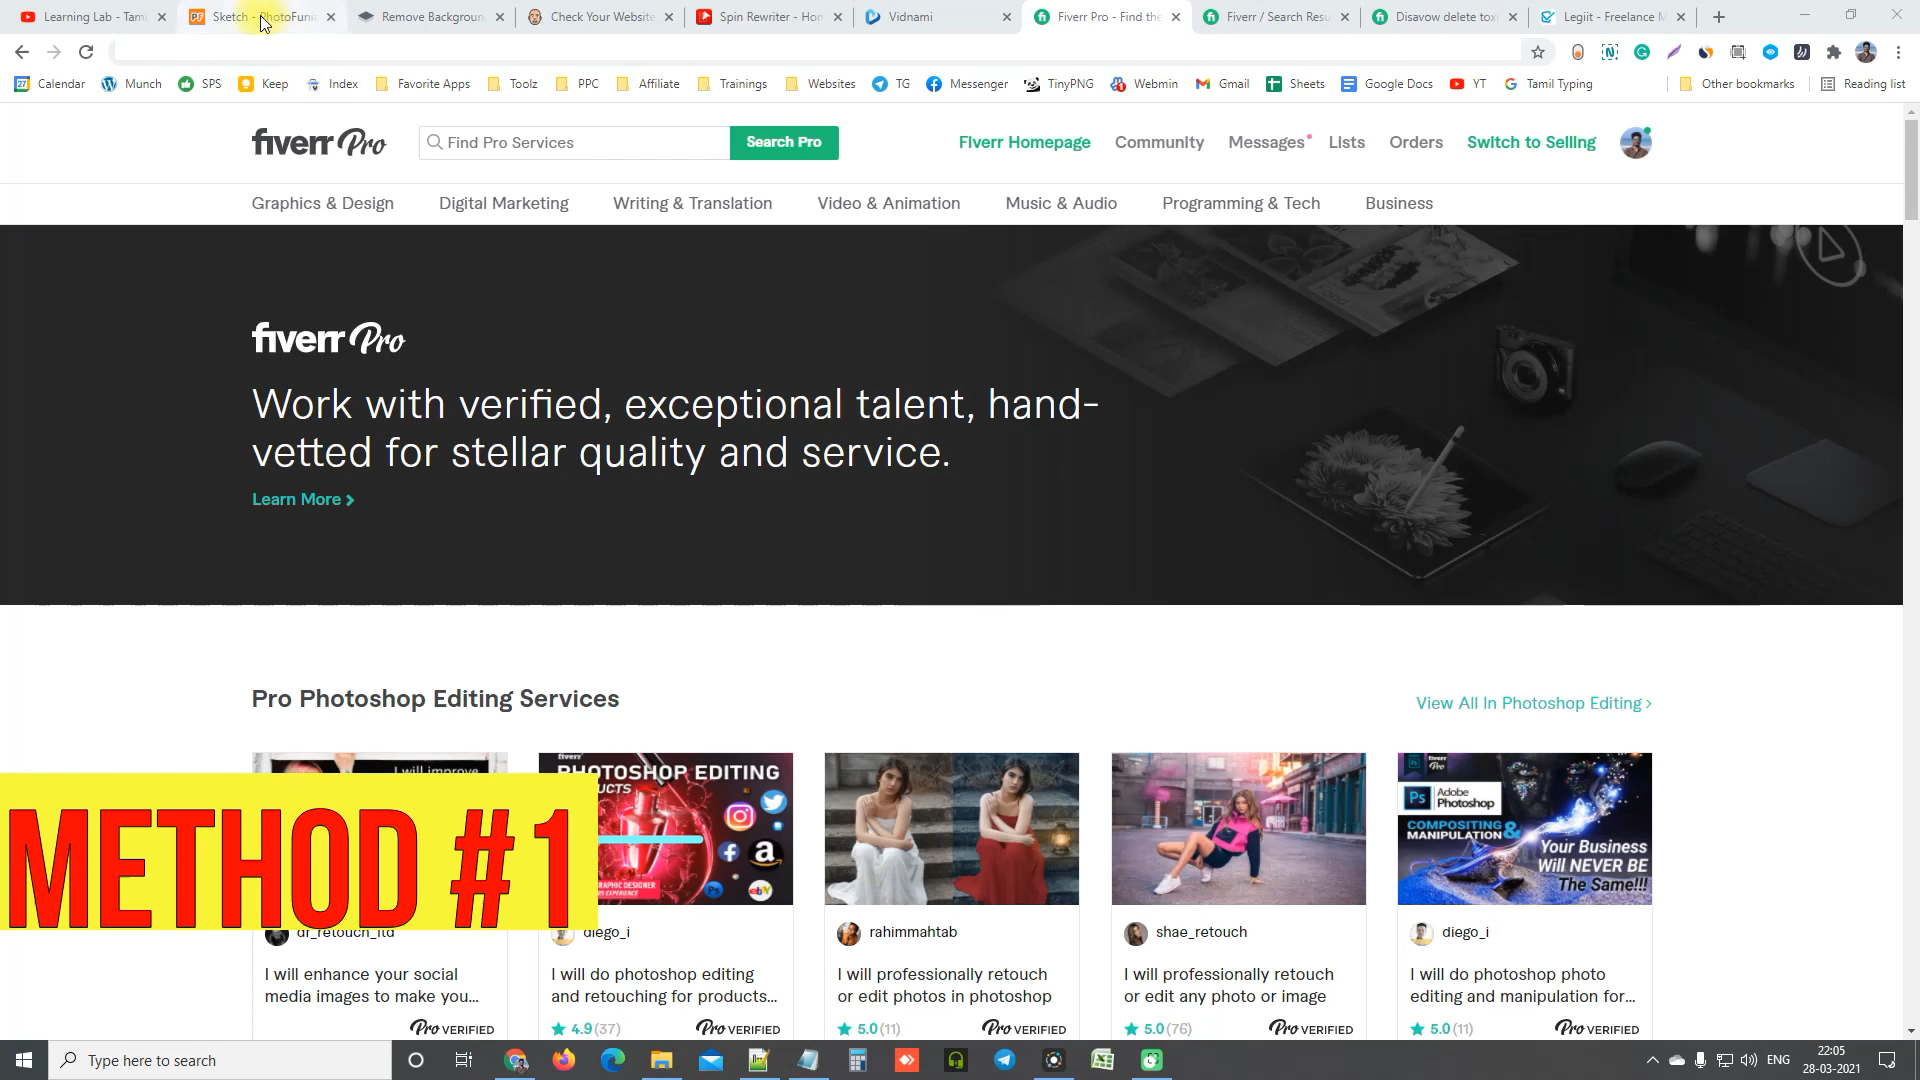 Learning Lab - Tami
Sketch - PhotoFunia
Remove Backgroun
Check Your Website
Spin Rewriter - Hom
Vidnami
Fiverr Pro - Find the
Fiverr / Search Resu
Disavow delete toxi
Legiit - Freelance M
27 Calendar
Munch
SPS
Keep
Index
Favorite Apps
Toolz
PPC
Affiliate
Trainings
Websites
TG
Messenger
TinyPNG
Webmin
Gmail
Sheets
Google Docs
YT
Tamil Typing
Other bookmarks
Reading list
fiverr Pro
Find Pro Services
Search Pro
Fiverr Homepage
Community
Messages
Lists
Orders
Switch to Selling
Graphics & Design
Digital Marketing
Writing & Translation
Video & Animation
Music & Audio
Programming & Tech
Business
fiverr Pro
Work with verified, exceptional talent, hand-
vetted for stellar quality and service.
Learn More
Pro Photoshop Editing Services
View All In Photoshop Editing
I will improve
fiverr
PHOTOSHOP EDITING
Adobe
Photoshop
COMPOSITING &
MANIPULATION
Your Business
Will NEVER BE
The Same!!!
METHOD #1
dr_retouch_ltd
diego_i
rahimmahtab
shae_retouch
diego_i
I will enhance your social
media images to make you...
I will do photoshop editing
and retouching for products...
I will professionally retouch
or edit photos in photoshop
I will professionally retouch
or edit any photo or image
I will do photoshop photo
editing and manipulation for...
Pro VERIFIED
4.9 (37)
Pro VERIFIED
5.0 (11)
Pro VERIFIED
5.0 (76)
Pro VERIFIED
5.0 (11)
Pro VERIFIED
Type here to search
ENG
22:05
28-03-2021